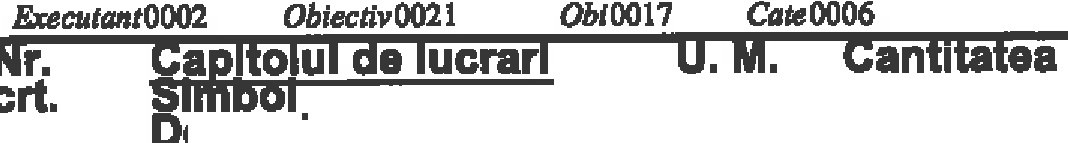 Executant0002 Obiectiv0021 Obi0017 Cate0006
Nr. Capitolul de lucrari U. M. Cantitatea
crt. Simbol